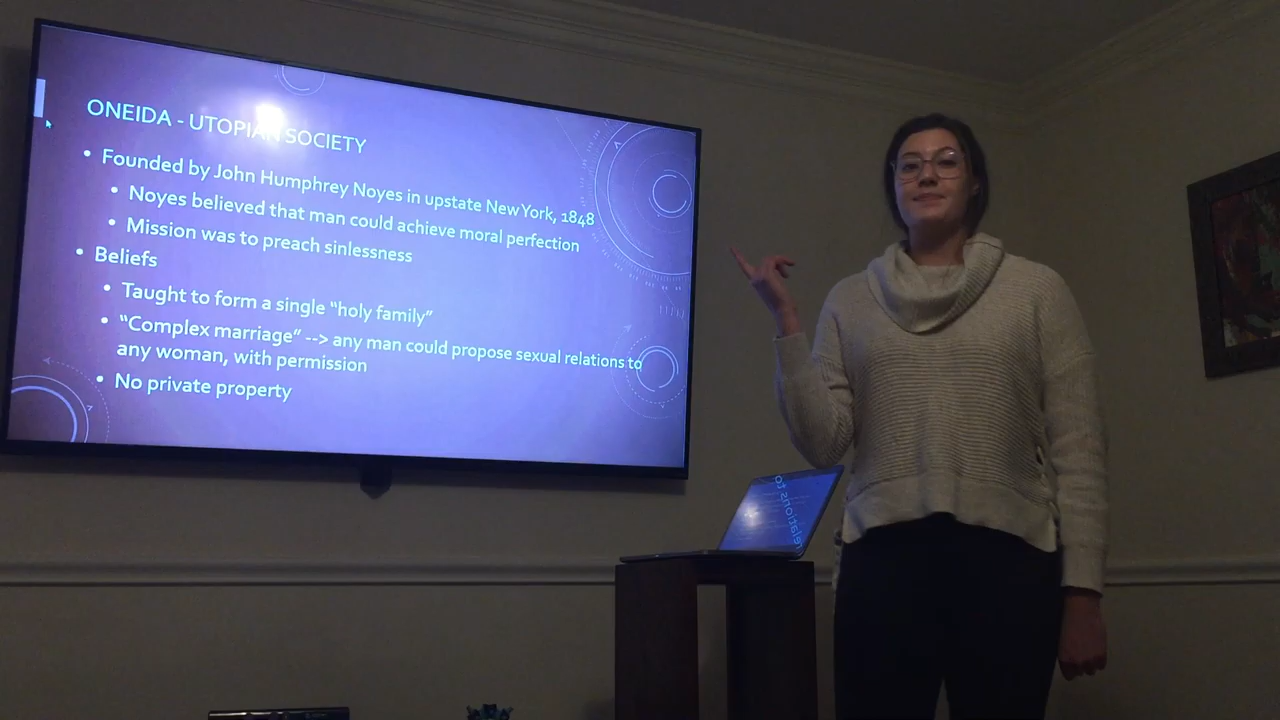 ONEIDA - UTOPIAN SOCIETY
• Founded by John Humphrey Noyes in upstate New York, 1848
• Noyes believed that man could achieve moral perfection
• Mission was to preach sinlessness
• Beliefs
• Taught to form a single “holy family”
• “Complex marriage” --> any man could propose sexual relations to
any woman, with permission
• No private property